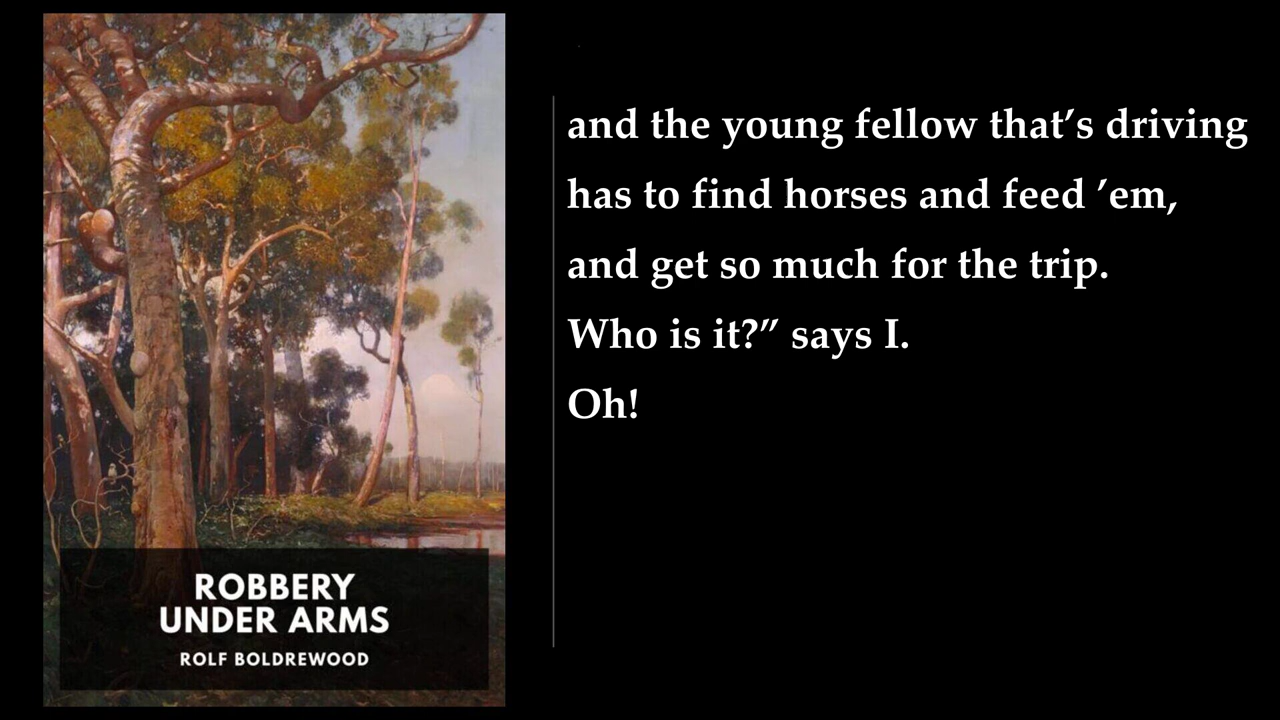 ROBBERY
UNDER ARMS
ROLF BOLDREWOOD
and the young fellow that’s driving
has to find horses and feed ’em,
and get so much for the trip.
Who is it?” says I.
Oh!